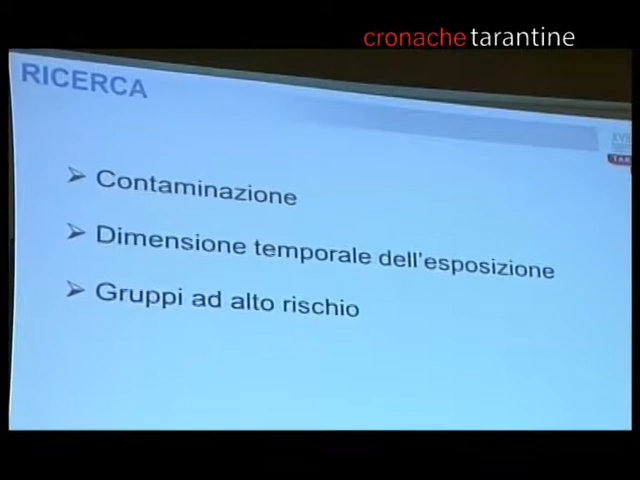 cronachetarantine
RICERCA
➢ Contaminazione
➢ Dimensione temporale dell'esposizione
➢ Gruppi ad alto rischio